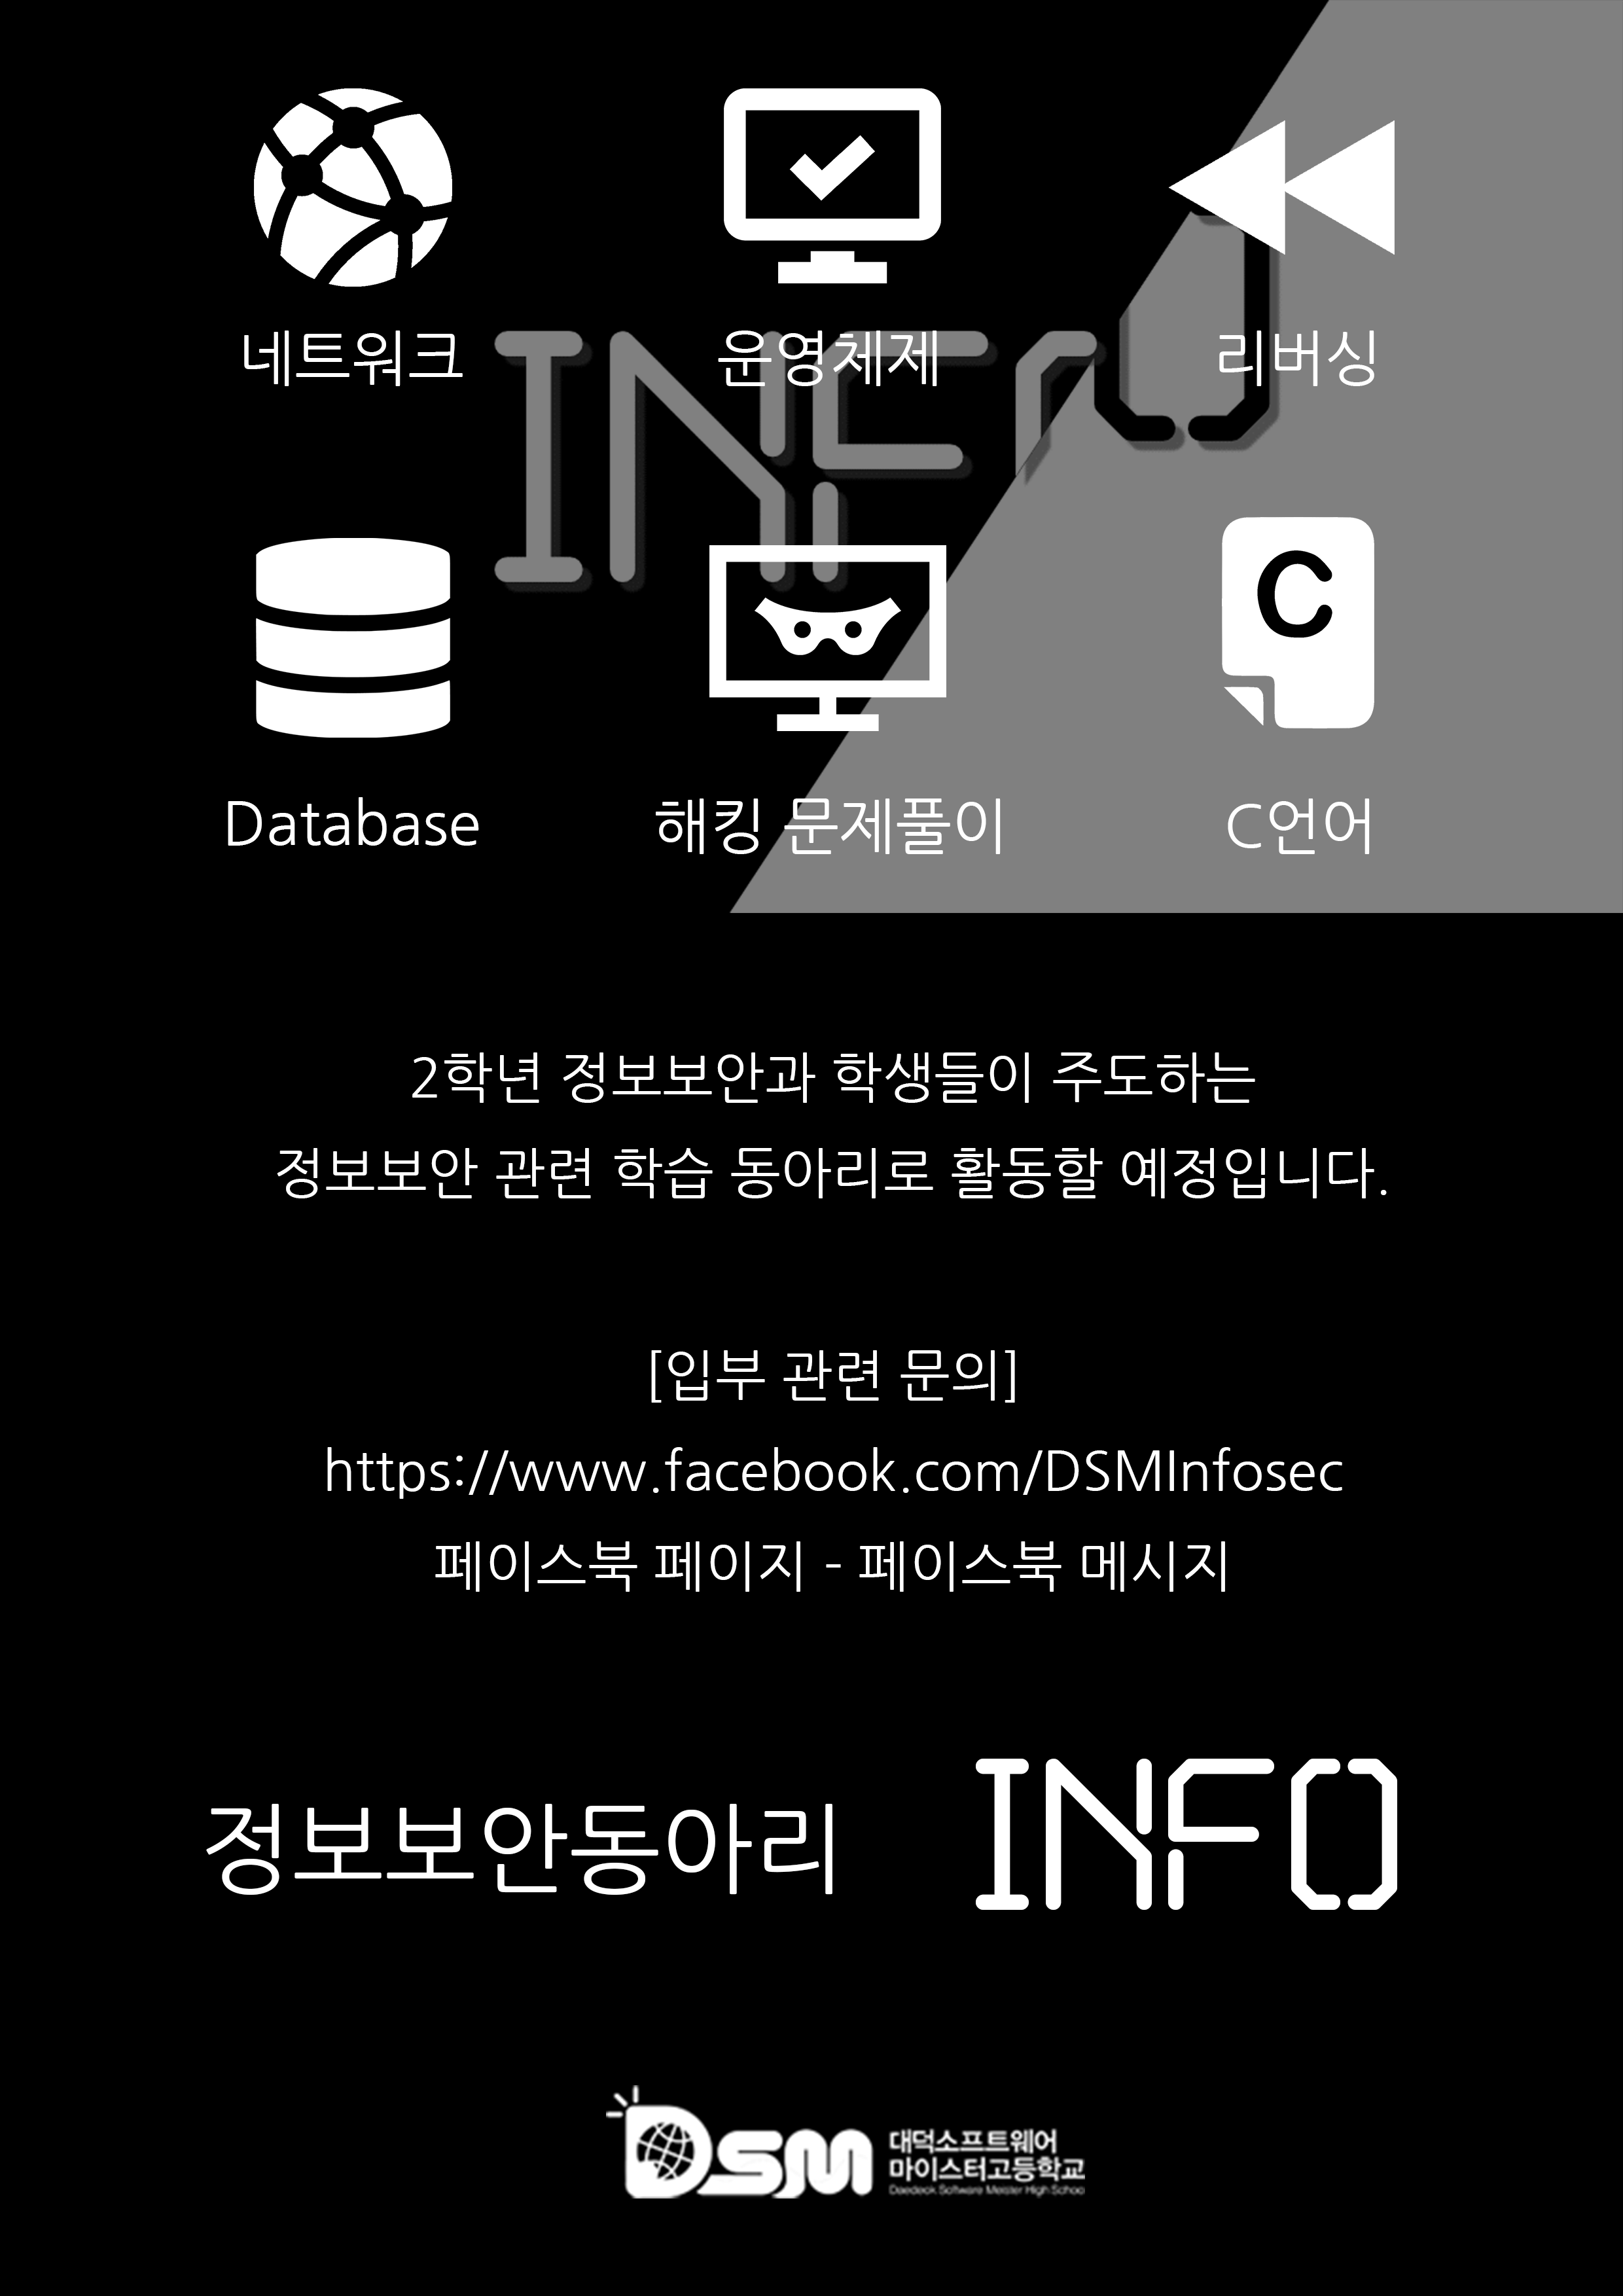 네트워크 운영체제 리버싱
INFO
C
Database 해킹 문제풀이 C언어
2학년 정보보안과 학생들이 주도하는
정보보안 관련 학습 동아리로 활동할 예정입니다.
[입부 관련 문의]
https://www.facebook.com/DSMInfosec
페이스북 페이지 - 페이스북 메시지
정보보안동아리 INFO
DSM 대덕소프트웨어
마이스터고등학교
Daedeok Software Meister High School